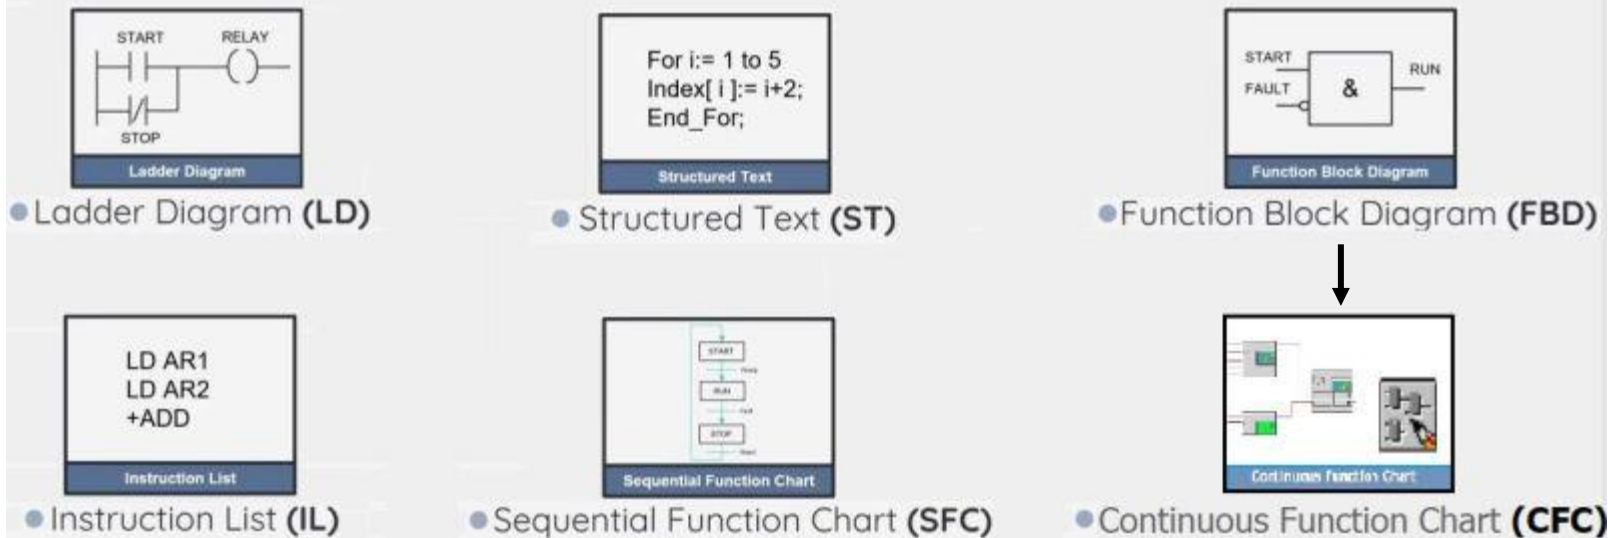 START
RELAY
STOP
Ladder Diagram
Ladder Diagram (LD)
For i:= 1 to 5
Index[ i ]:= i+2;
End_For;
Structured Text
Structured Text (ST)
START
FAULT
&
RUN
Function Block Diagram
Function Block Diagram (FBD)
LD AR1
LD AR2
+ADD
Instruction List
Instruction List (IL)
START
RUN
STOP
Sequential Function Chart
Sequential Function Chart (SFC)
Continuous Function Chart
Continuous Function Chart (CFC)